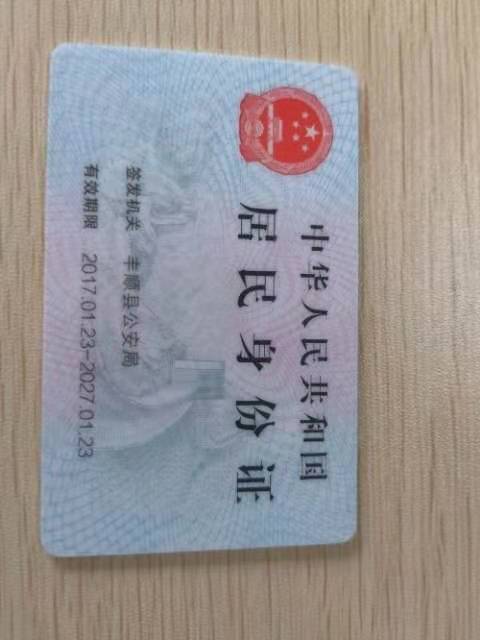 中华人民共和国
居民身份证
签发机关 丰顺县公安局
有效期限 2017.01.23-2027.01.23